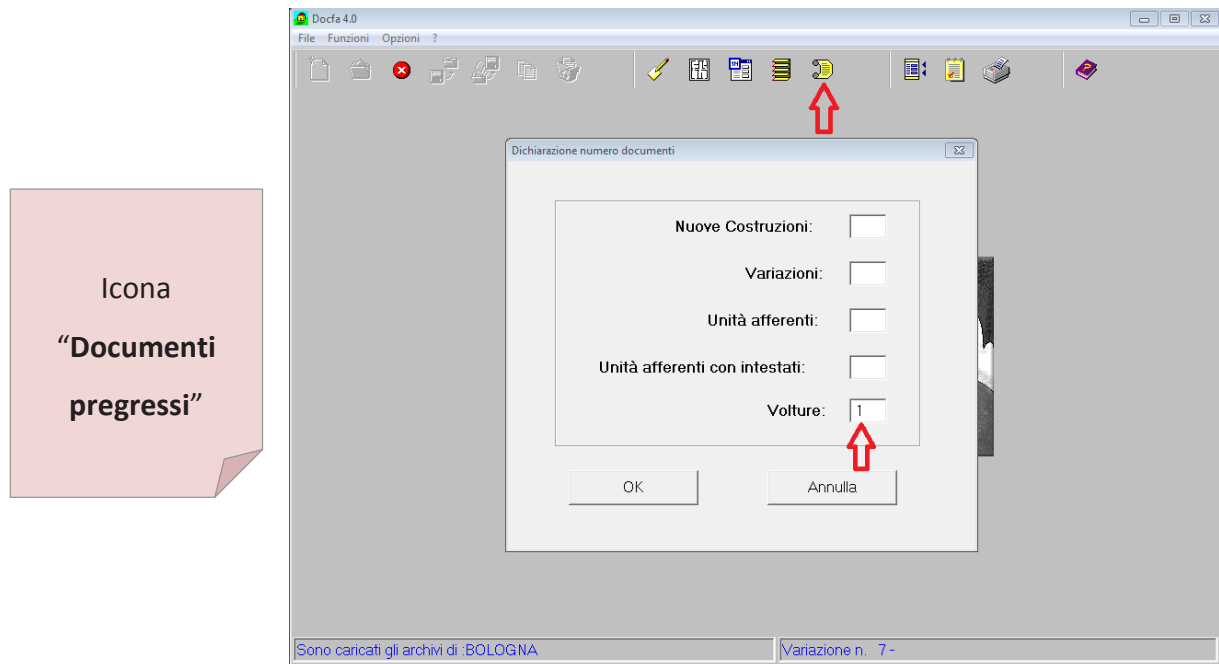 Docfa 4.0
File Funzioni Opzioni ?
Dichiarazione numero documenti
Nuove Costruzioni:
Variazioni:
Unità afferenti:
Unità afferenti con intestati:
Volture: 1
OK Annulla
Icona
“Documenti
pregressi”
Sono caricati gli archivi di :BOLOGNA
Variazione n. 7 -